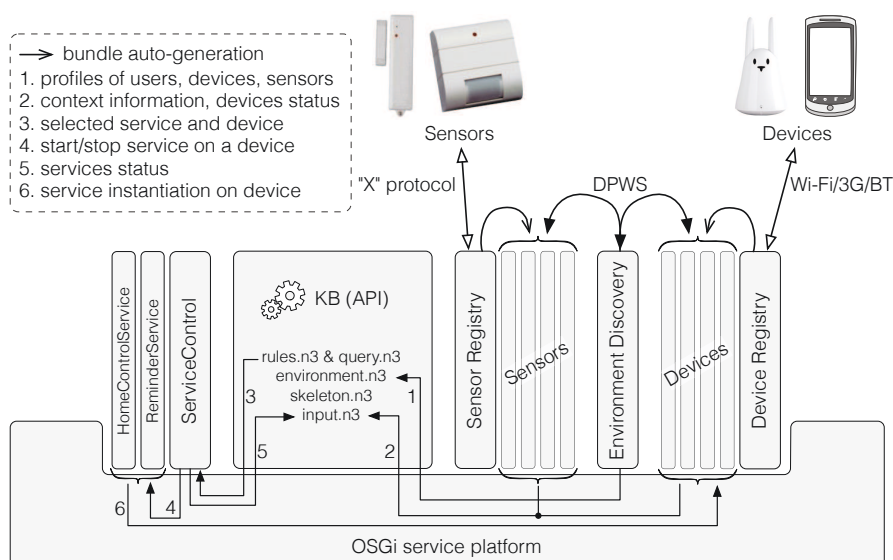 bundle auto-generation
1. profiles of users, devices, sensors
2. context information, devices status
3. selected service and device
4. start/stop service on a device
5. services status
6. service instantiation on device
Sensors
Devices
"X" protocol
DPWS
Wi-Fi/3G/BT
HomeControlService
ReminderService
ServiceControl
KB (API)
rules.n3 & query.n3
environment.n3
skeleton.n3
input.n3
3
1
5
2
Sensor Registry
Sensors
Environment Discovery
Devices
Device Registry
6
4
OSGi service platform